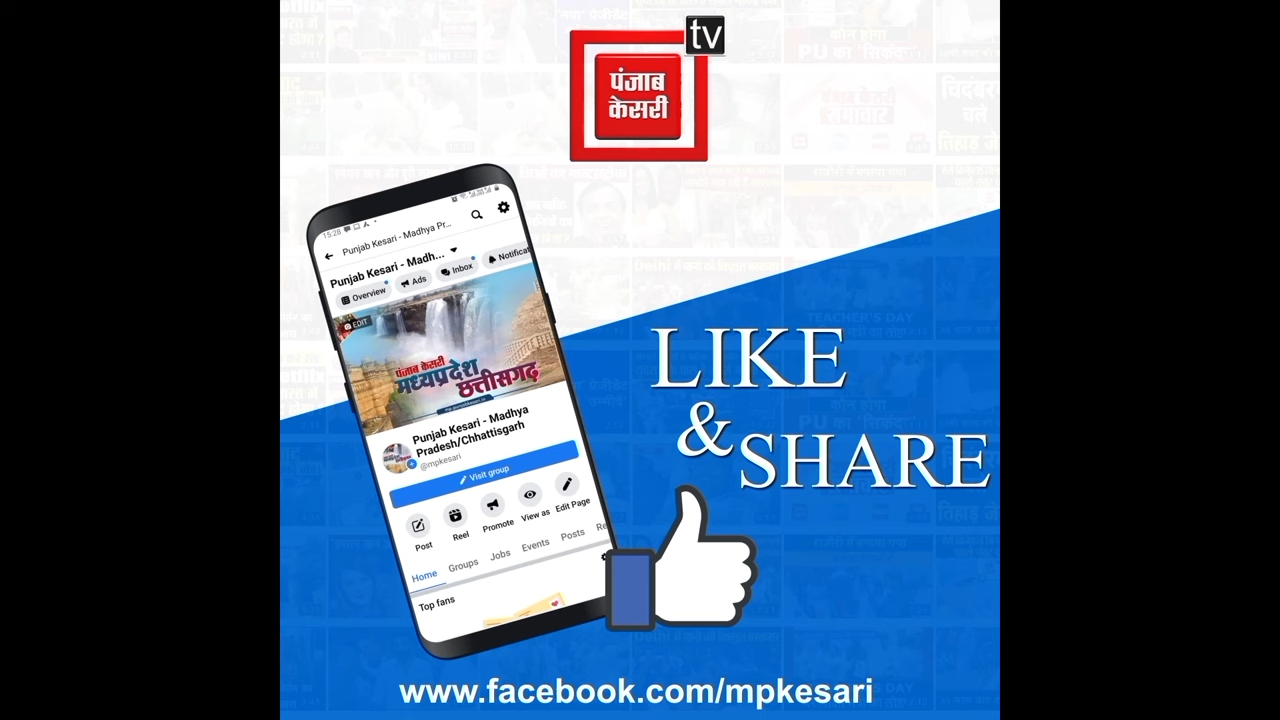 tv
पंजाब
केसरी
15:28
Punjab Kesari - Madhya Pr...
Punjab Kesari - Madh...
Overview
Ads
Inbox
Notificat
EDIT
पंजाब केसरी
मध्यप्रदेश
छत्तीसगढ़
Punjab Kesari - Madhya
Pradesh/Chhattisgarh
@mpkesari
Visit group
Post
Reel
Promote
View as
Edit Page
Home
Groups
Jobs
Events
Posts
Re
Top fans
LIKE
&
SHARE
www.facebook.com/mpkesari